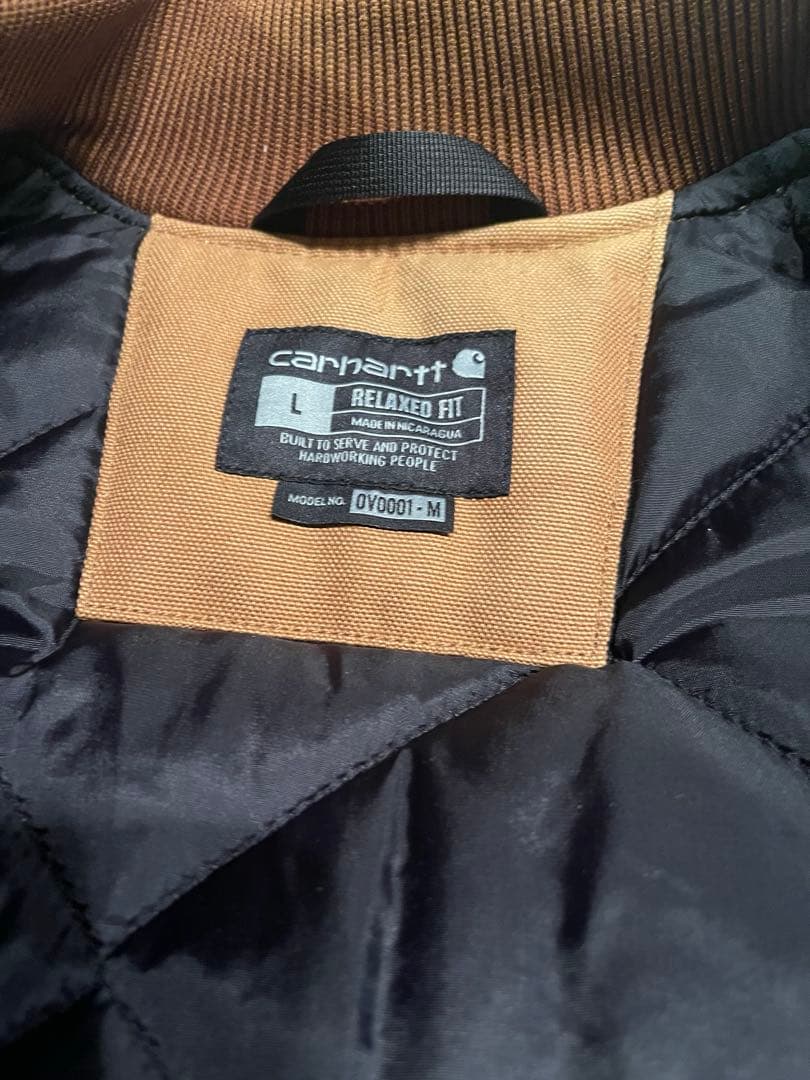 carhartt
L
RELAXED FIT
MADE IN NICARAGUA
BUILT TO SERVE AND PROTECT
HARDWORKING PEOPLE
MODEL NO. OV0001-M